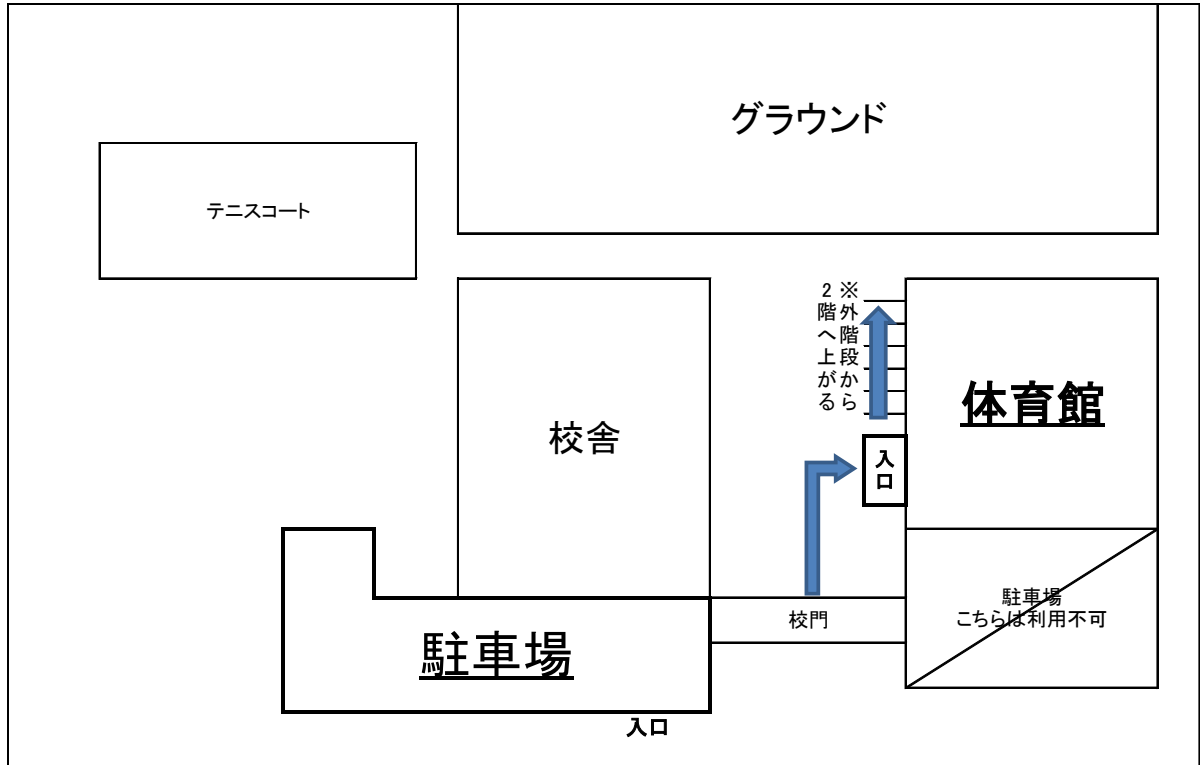 グラウンド
テニスコート
※外階段から
2階へ上がる
体育館
校舎
入口
駐車場
こちらは利用不可
校門
駐車場
入口